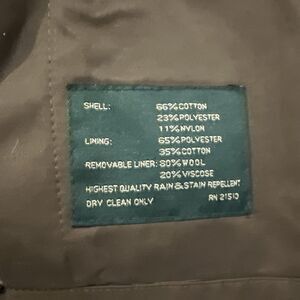 SHELL: 66% COTTON
23% POLYESTER
11% NYLON
LINING: 65% POLYESTER
35% COTTON
REMOVABLE LINER: 80% WOOL
20% VISCOSE
HIGHEST QUALITY RAIN & STAIN REPELLENT
DRY CLEAN ONLY RN 21510